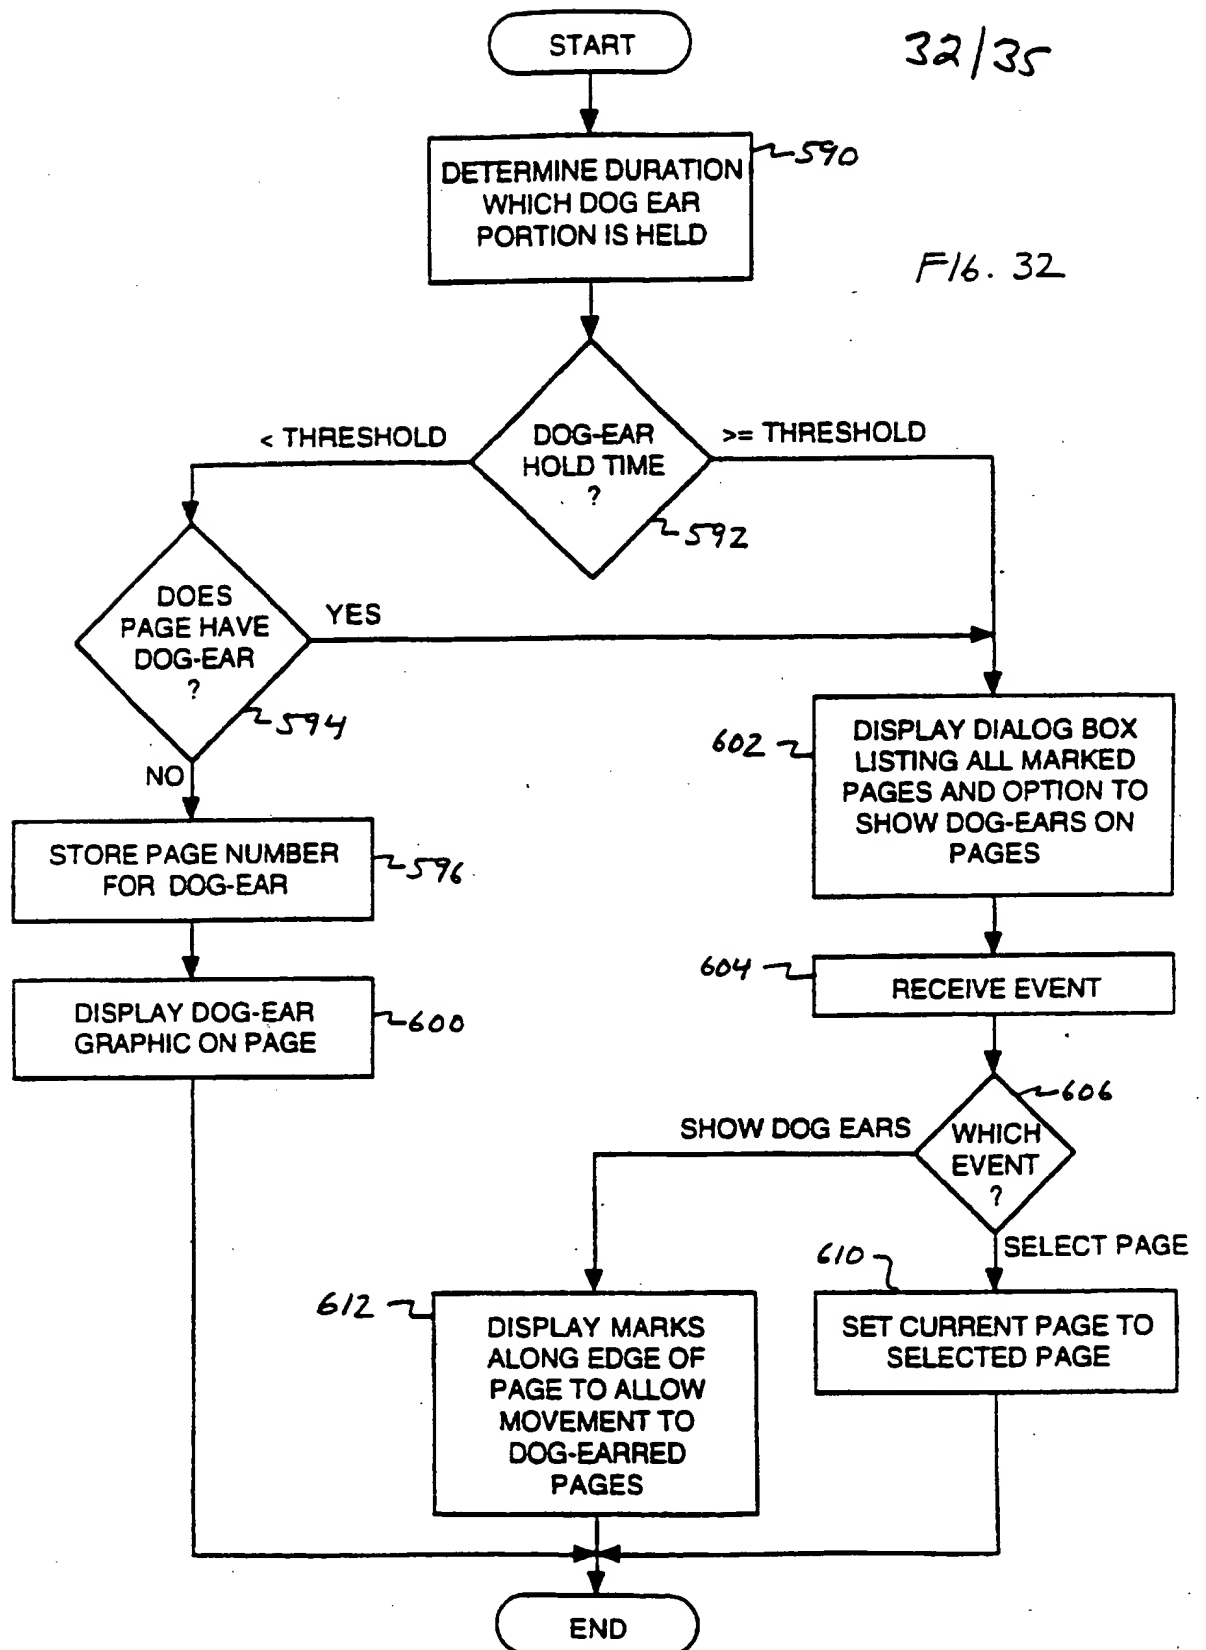 START
32/35
DETERMINE DURATION
WHICH DOG EAR
PORTION IS HELD
590
FIG. 32
< THRESHOLD
DOG-EAR
HOLD TIME
?
>= THRESHOLD
592
DOES
PAGE HAVE
DOG-EAR
?
YES
594
NO
602
DISPLAY DIALOG BOX
LISTING ALL MARKED
PAGES AND OPTION TO
SHOW DOG-EARS ON
PAGES
STORE PAGE NUMBER
FOR DOG-EAR
596
604
RECEIVE EVENT
DISPLAY DOG-EAR
GRAPHIC ON PAGE
600
606
SHOW DOG EARS
WHICH
EVENT
?
SELECT PAGE
610
612
DISPLAY MARKS
ALONG EDGE OF
PAGE TO ALLOW
MOVEMENT TO
DOG-EARRED
PAGES
SET CURRENT PAGE TO
SELECTED PAGE
END